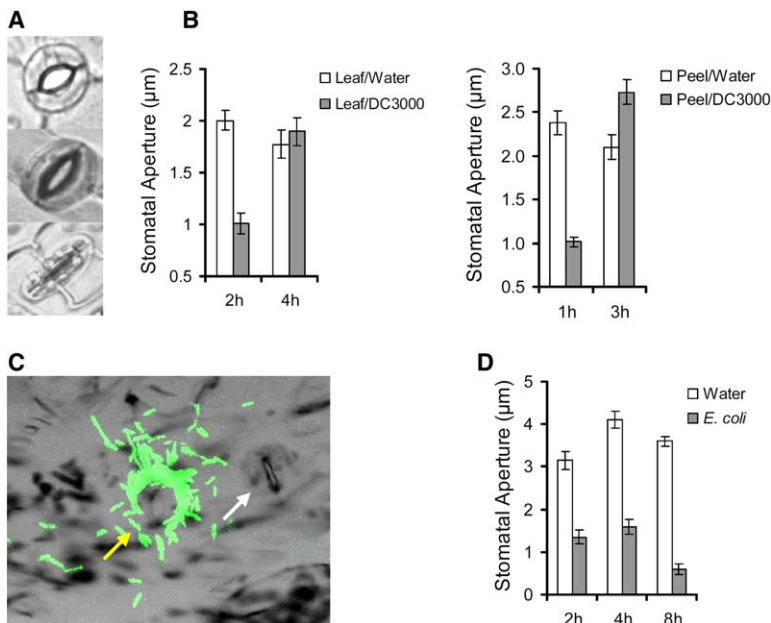 A
B
Stomatal Aperture (µm)
2.5
2
1.5
1
0.5
2h 4h
Leaf/Water
Leaf/DC3000
Stomatal Aperture (µm)
3.0
2.5
2.0
1.5
1.0
0.5
1h 3h
Peel/Water
Peel/DC3000
C
D
Stomatal Aperture (µm)
5
4
3
2
1
0
2h 4h 8h
Water
E. coli